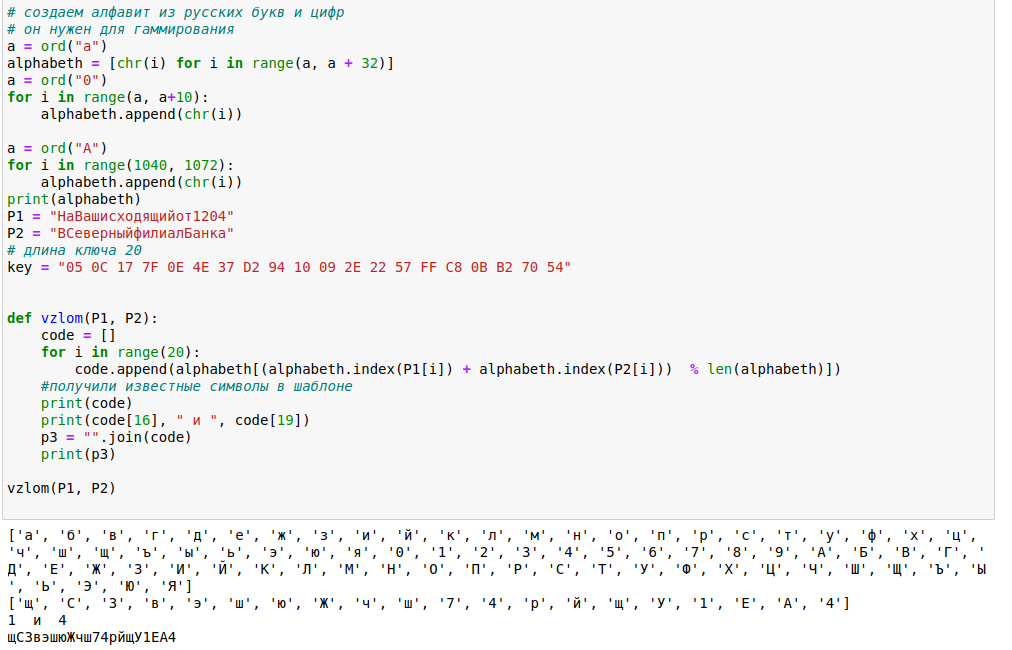 # создаем алфавит из русских букв и цифр
# он нужен для гаммирования
a = ord("а")
alphabeth = [chr(i) for i in range(a, a + 32)]
a = ord("0")
for i in range(a, a+10):
    alphabeth.append(chr(i))
a = ord("А")
for i in range(1040, 1072):
    alphabeth.append(chr(i))
print(alphabeth)
P1 = "НаВашисходящийот1204"
P2 = "ВСеверныйфилиалБанка"
# длина ключа 20
key = "05 0C 17 7F 0E 4E 37 D2 94 10 09 2E 22 57 FF C8 0B B2 70 54"
def vzlom(P1, P2):
    code = []
    for i in range(20):
        code.append(alphabeth[(alphabeth.index(P1[i]) + alphabeth.index(P2[i]))  % len(alphabeth)])
    #получили известные символы в шаблоне
    print(code)
    print(code[16], " и ", code[19])
    p3 = "".join(code)
    print(p3)
vzlom(P1, P2)
['а', 'б', 'в', 'г', 'д', 'е', 'ж', 'з', 'и', 'й', 'к', 'л', 'м', 'н', 'о', 'п', 'р', 'с', 'т', 'у', 'ф', 'х', 'ц',
'ч', 'ш', 'щ', 'ъ', 'ы', 'ь', 'э', 'ю', 'я', '0', '1', '2', '3', '4', '5', '6', '7', '8', '9', 'А', 'Б', 'В', 'Г', '
Д', 'Е', 'Ж', 'З', 'И', 'Й', 'К', 'Л', 'М', 'Н', 'О', 'П', 'Р', 'С', 'Т', 'У', 'Ф', 'Х', 'Ц', 'Ч', 'Ш', 'Щ', 'Ъ', 'Ы
', 'Ь', 'Э', 'Ю', 'Я']
['щ', 'С', 'З', 'в', 'э', 'ш', 'ю', 'Ж', 'ч', 'ш', '7', '4', 'р', 'й', 'щ', 'У', '1', 'Е', 'А', '4']
1  и  4
щСЗвэшюЖчш74рйщУ1ЕА4